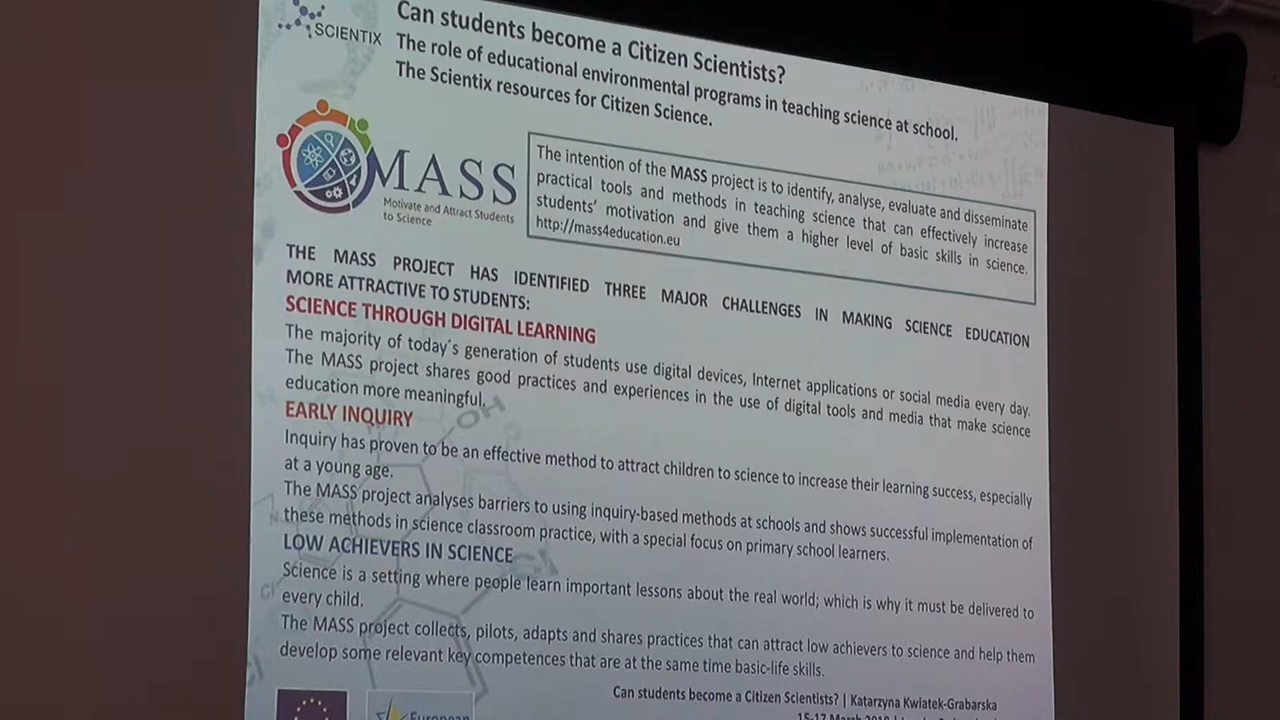 SCIENTIX
Can students become a Citizen Scientists?
The role of educational environmental programs in teaching science at school.
The Scientix resources for Citizen Science.
MASS
Motivate and Attract Students
to Science
The intention of the MASS project is to identify, analyse, evaluate and disseminate
practical tools and methods in teaching science that can effectively increase
students' motivation and give them a higher level of basic skills in science.
http://mass4education.eu
THE MASS PROJECT HAS IDENTIFIED THREE MAJOR CHALLENGES IN MAKING SCIENCE EDUCATION
MORE ATTRACTIVE TO STUDENTS:
SCIENCE THROUGH DIGITAL LEARNING
The majority of today's generation of students use digital devices, Internet applications or social media every day.
The MASS project shares good practices and experiences in the use of digital tools and media that make science
education more meaningful.
EARLY INQUIRY
Inquiry has proven to be an effective method to attract children to science to increase their learning success, especially
at a young age.
The MASS project analyses barriers to using inquiry-based methods at schools and shows successful implementation of
these methods in science classroom practice, with a special focus on primary school learners.
LOW ACHIEVERS IN SCIENCE
Science is a setting where people learn important lessons about the real world; which is why it must be delivered to
every child.
The MASS project collects, pilots, adapts and shares practices that can attract low achievers to science and help them
develop some relevant key competences that are at the same time basic-life skills.
Can students become a Citizen Scientists? | Katarzyna Kwiatek-Grabarska
European
15-17 March
OH